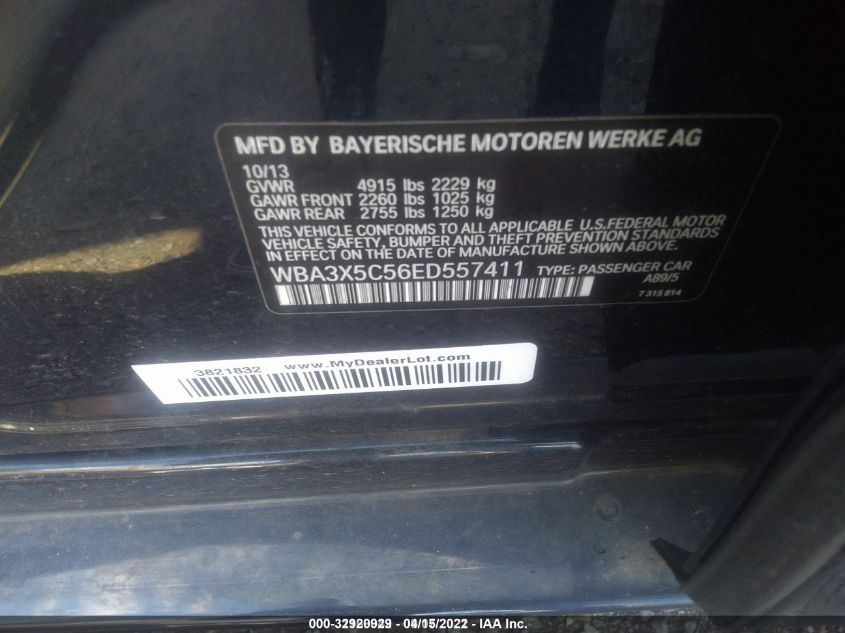 MFD BY BAYERISCHE MOTOREN WERKE AG
10/13
GVWR 4915 lbs 2229 kg
GAWR FRONT 2260 lbs 1025 kg
GAWR REAR 2755 lbs 1250 kg
THIS VEHICLE CONFORMS TO ALL APPLICABLE U.S.FEDERAL MOTOR
VEHICLE SAFETY, BUMPER AND THEFT PREVENTION STANDARDS
IN EFFECT ON THE DATE OF MANUFACTURE SHOWN ABOVE.
WBA3X5C56ED557411 TYPE: PASSENGER CAR
A89/5
7 315 814
3821832 www.MyDealerLot.com
000-32920929 - 04/15/2022 - IAA Inc.